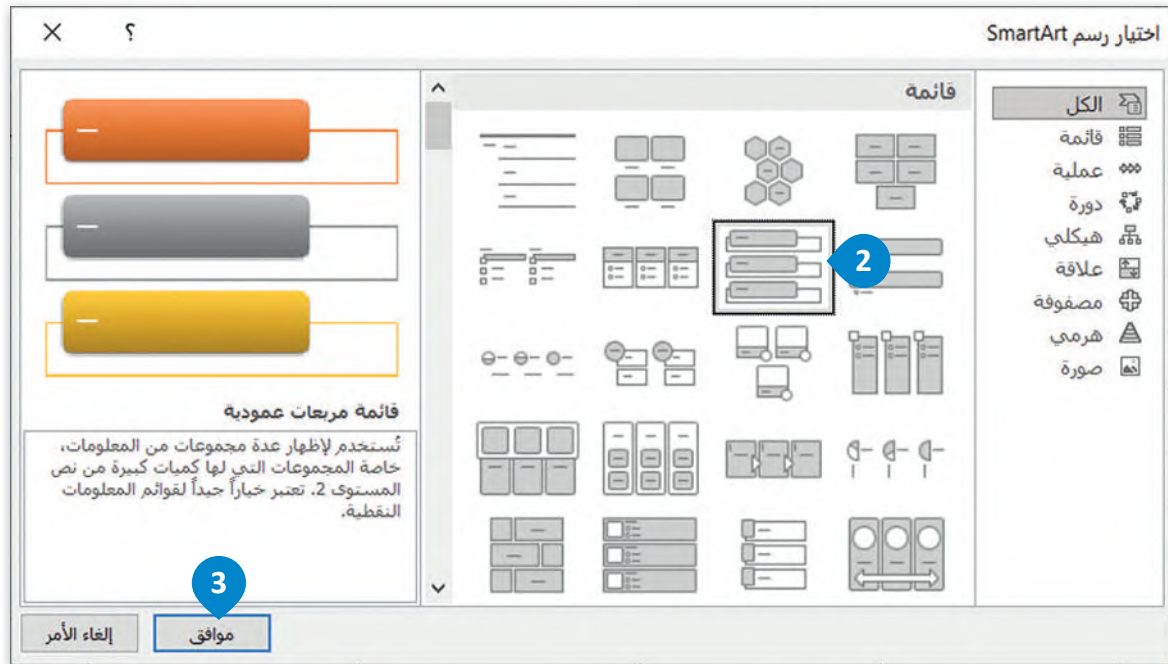 اختيار رسم SmartArt
؟
الكل
قائمة
عملية
دورة
هيكلي
علاقة
مصفوفة
هرمي
صورة
قائمة
2
قائمة مربعات عمودية
تُستخدم لإظهار عدة مجموعات من المعلومات،
خاصة المجموعات التي لها كميات كبيرة من نص
المستوى 2. تعتبر خياراً جيداً لقوائم المعلومات
النقطية.
3
موافق
إلغاء الأمر